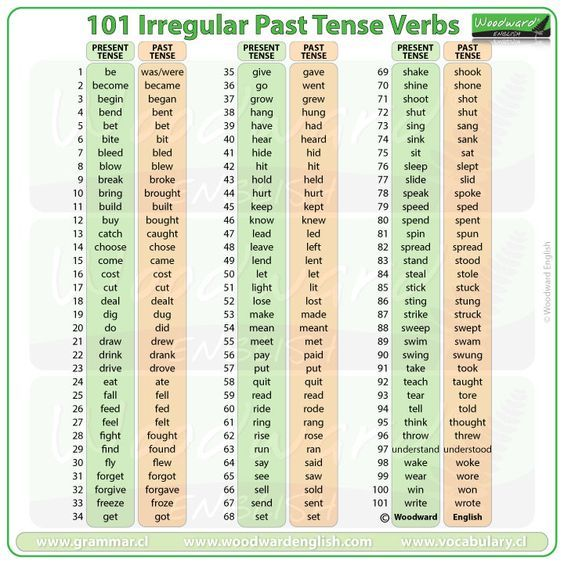 101 Irregular Past Tense Verbs
Woodward®
ENGLISH
PRESENT TENSE PAST TENSE
1 be was/were
2 become became
3 begin began
4 bend bent
5 bet bet
6 bite bit
7 bleed bled
8 blow blew
9 break broke
10 bring brought
11 build built
12 buy bought
13 catch caught
14 choose chose
15 come came
16 cost cost
17 cut cut
18 deal dealt
19 dig dug
20 do did
21 draw drew
22 drink drank
23 drive drove
24 eat ate
25 fall fell
26 feed fed
27 feel felt
28 fight fought
29 find found
30 fly flew
31 forget forgot
32 forgive forgave
33 freeze froze
34 get got
PRESENT TENSE PAST TENSE
35 give gave
36 go went
37 grow grew
38 hang hung
39 have had
40 hear heard
41 hide hid
42 hit hit
43 hold held
44 hurt hurt
45 keep kept
46 know knew
47 lead led
48 leave left
49 lend lent
50 let let
51 light lit
52 lose lost
53 make made
54 mean meant
55 meet met
56 pay paid
57 put put
58 quit quit
59 read read
60 ride rode
61 ring rang
62 rise rose
63 run ran
64 say said
65 see saw
66 sell sold
67 send sent
68 set set
PRESENT TENSE PAST TENSE
69 shake shook
70 shine shone
71 shoot shot
72 shut shut
73 sing sang
74 sink sank
75 sit sat
76 sleep slept
77 slide slid
78 speak spoke
79 speed sped
80 spend spent
81 spin spun
82 spread spread
83 stand stood
84 steal stole
85 stick stuck
86 sting stung
87 strike struck
88 sweep swept
89 swim swam
90 swing swung
91 take took
92 teach taught
93 tear tore
94 tell told
95 think thought
96 throw threw
97 understand understood
98 wake woke
99 wear wore
100 win won
101 write wrote
© Woodward English
© Woodward English
www.grammar.cl www.woodwardenglish.com www.vocabulary.cl